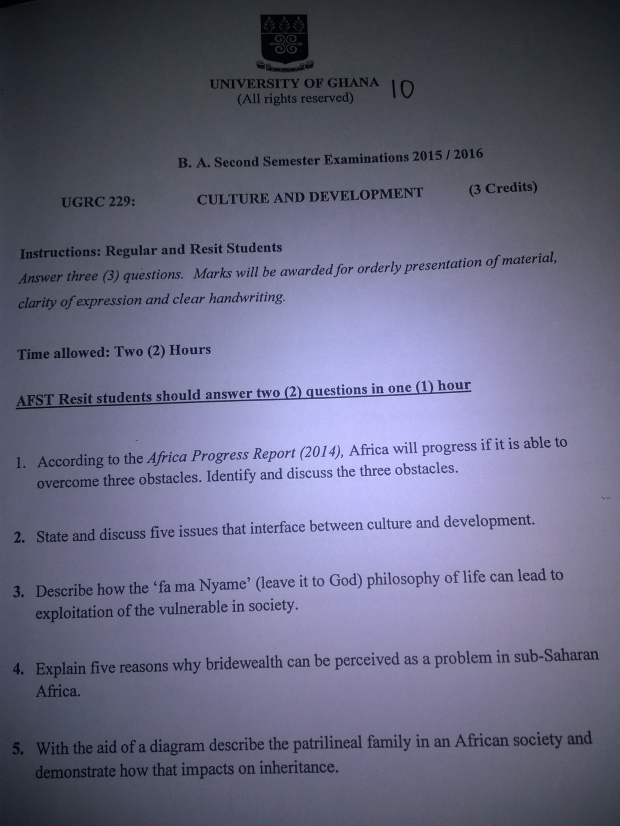 UNIVERSITY OF GHANA 10
(All rights reserved)
B. A. Second Semester Examinations 2015 / 2016
UGRC 229: CULTURE AND DEVELOPMENT (3 Credits)
Instructions: Regular and Resit Students
Answer three (3) questions. Marks will be awarded for orderly presentation of material,
clarity of expression and clear handwriting.
Time allowed: Two (2) Hours
AFST Resit students should answer two (2) questions in one (1) hour
1. According to the Africa Progress Report (2014), Africa will progress if it is able to
overcome three obstacles. Identify and discuss the three obstacles.
2. State and discuss five issues that interface between culture and development.
3. Describe how the ‘fa ma Nyame’ (leave it to God) philosophy of life can lead to
exploitation of the vulnerable in society.
4. Explain five reasons why bridewealth can be perceived as a problem in sub-Saharan
Africa.
5. With the aid of a diagram describe the patrilineal family in an African society and
demonstrate how that impacts on inheritance.